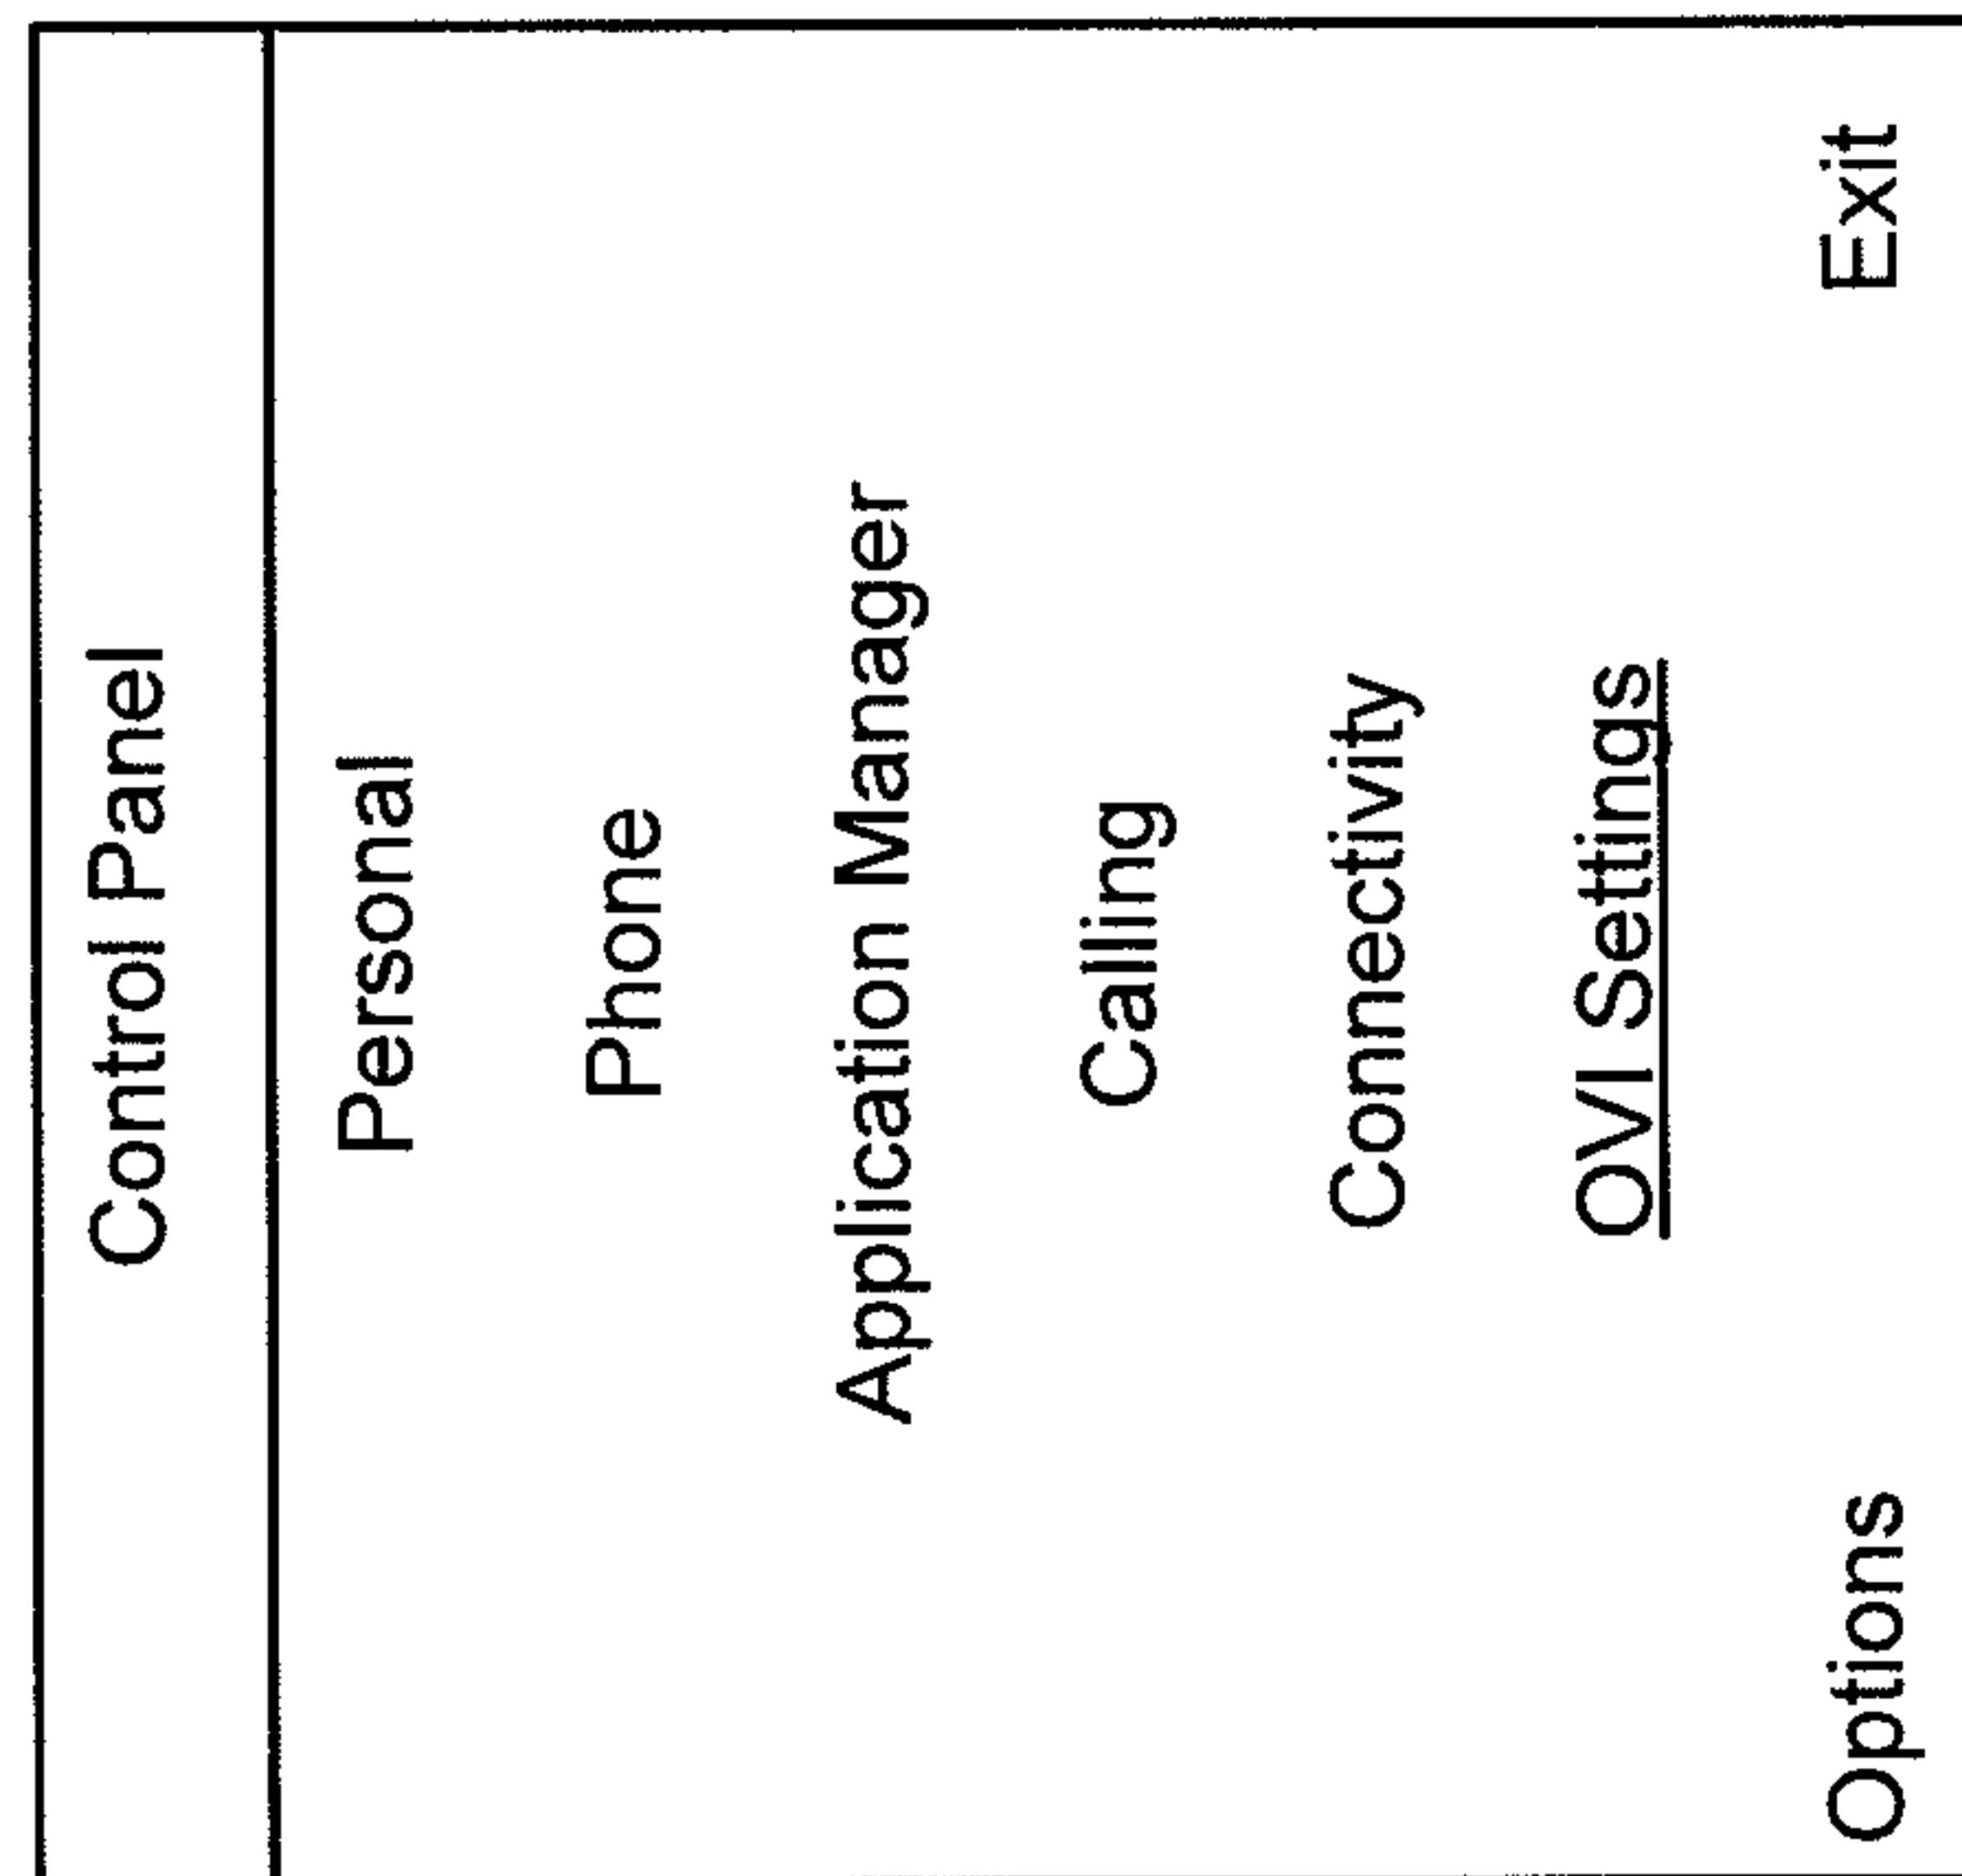 Control Panel
Personal
Phone
Application Manager
Calling
Connectivity
OVI Settings
Options Exit